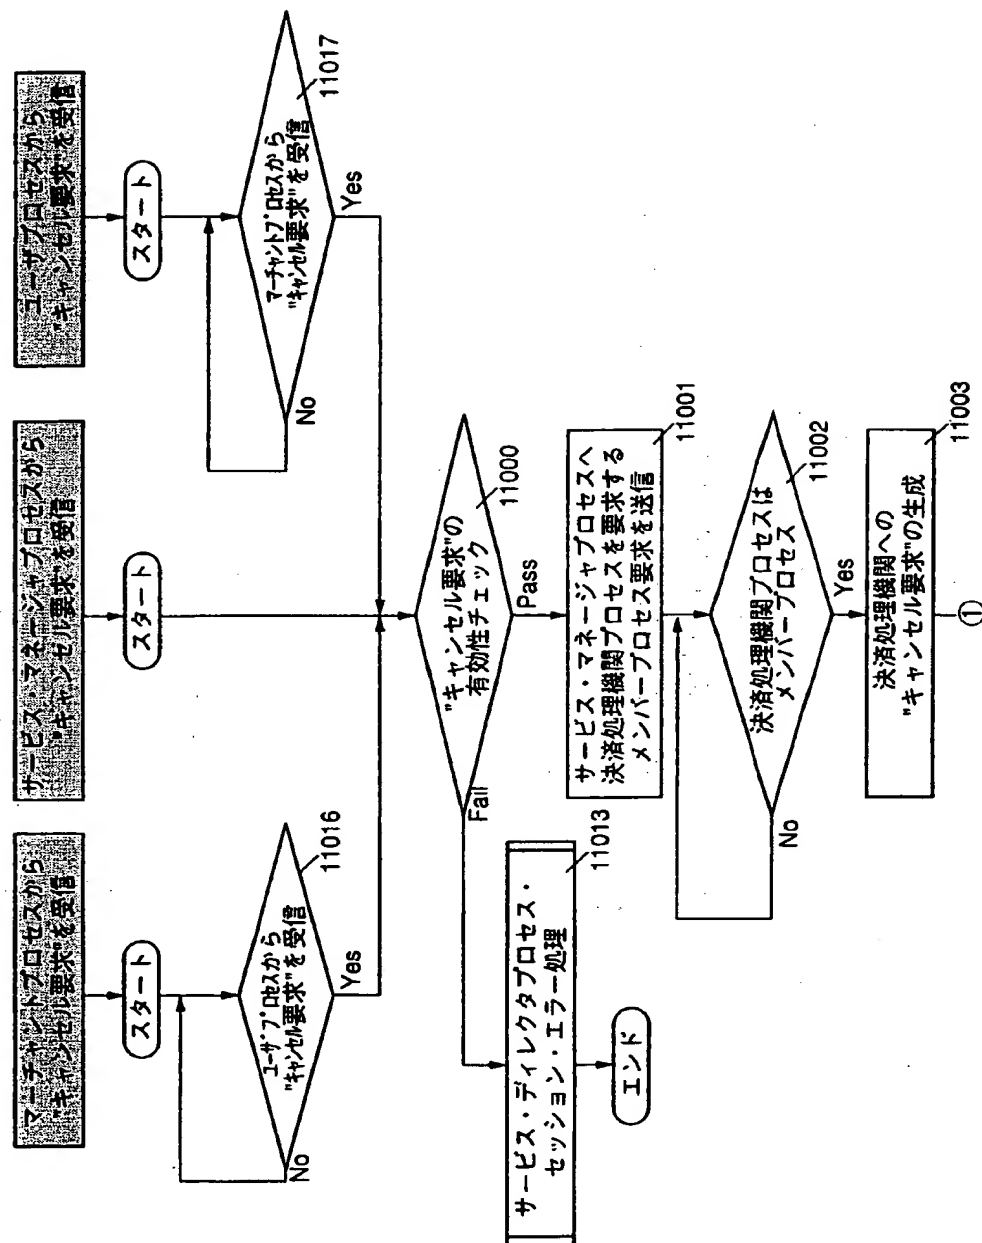 マーチャントプロセスから
"キャンセル要求"を受信
スタート
ユーザプロセスから
"キャンセル要求"を受信
11016
No
Yes
サービス・マネージャプロセスから
"キャンセル要求"を受信
スタート
ユーザプロセスから
"キャンセル要求"を受信
スタート
マーチャントプロセスから
"キャンセル要求"を受信
11017
No
Yes
"キャンセル要求"の
有効性チェック
11000
Fail
Pass
サービス・ディレクタプロセス・
セッション・エラー処理
11013
エンド
サービス・マネージャプロセスへ
決済処理機関プロセスを要求する
メンバープロセス要求を送信
11001
決済処理機関プロセスは
メンバープロセス
11002
No
Yes
決済処理機関への
"キャンセル要求"の生成
11003
①